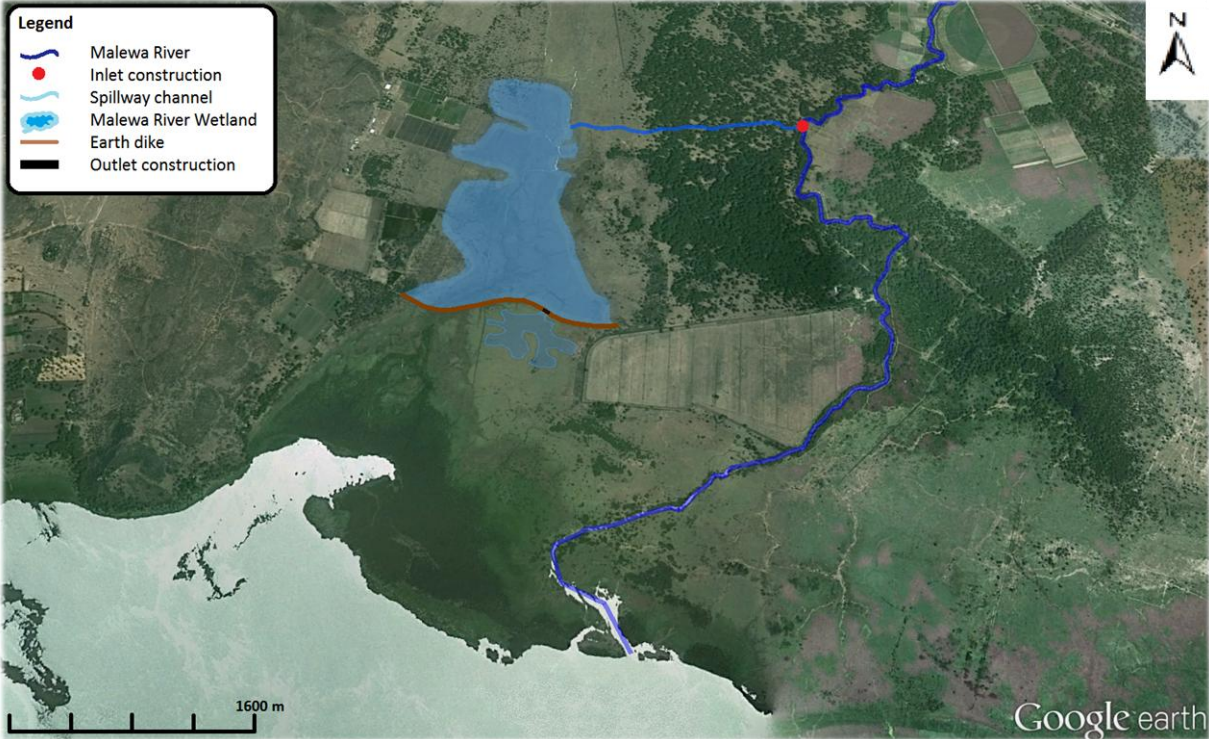 Legend
Malewa River
Inlet construction
Spillway channel
Malewa River Wetland
Earth dike
Outlet construction
N
1600 m
Google earth